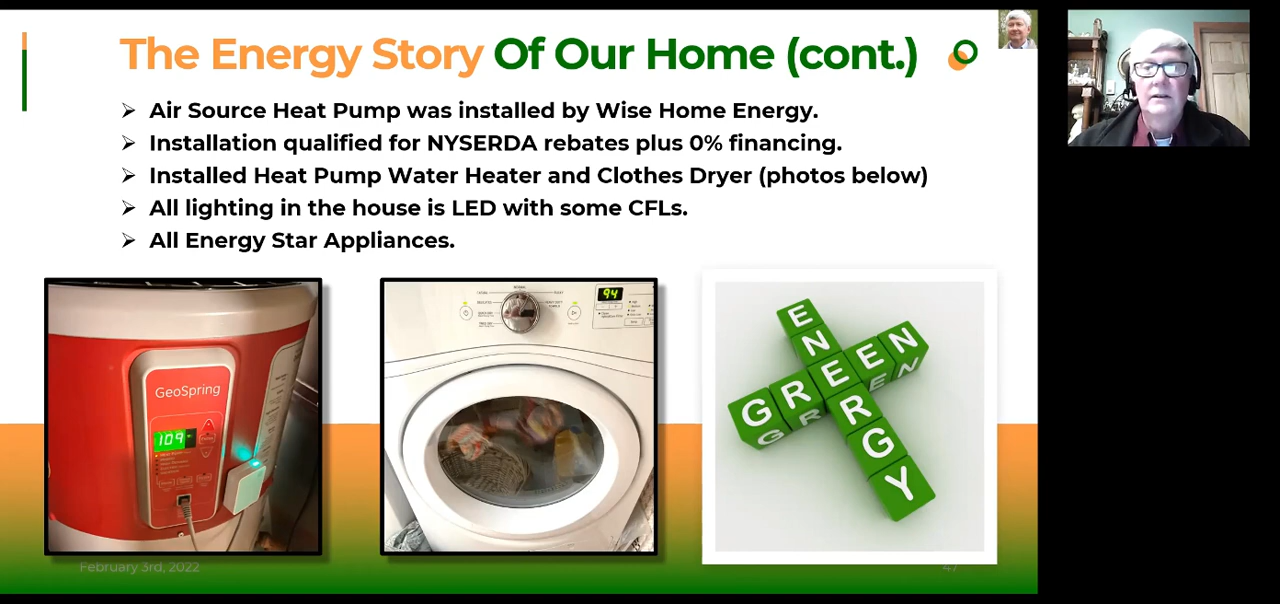 The Energy Story Of Our Home (cont.)
➢ Air Source Heat Pump was installed by Wise Home Energy.
➢ Installation qualified for NYSERDA rebates plus 0% financing.
➢ Installed Heat Pump Water Heater and Clothes Dryer (photos below)
➢ All lighting in the house is LED with some CFLs.
➢ All Energy Star Appliances.
GeoSpring
109
94
ENERGY
GREEN
February 3rd, 2022
47